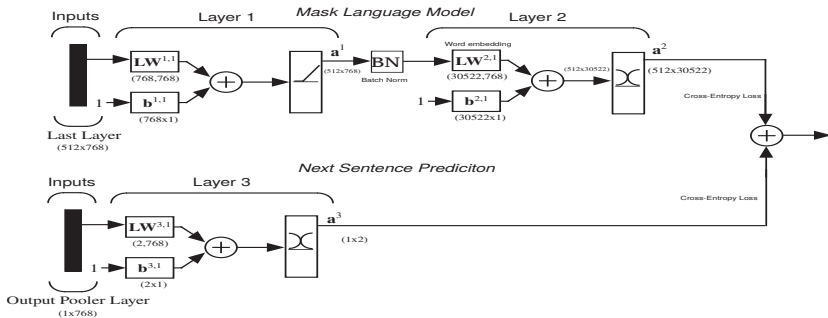 Mask Language Model
Inputs
Layer 1
Layer 2
LW1,1
(768,768)
1
b1,1
(768x1)
Last Layer
(512x768)
a1
(512x768)
BN
Batch Norm
Word embedding
LW2,1
(30522,768)
1
b2,1
(30522x1)
(512x30522)
a2
(512x30522)
Cross-Entropy Loss
Next Sentence Prediciton
Inputs
Layer 3
LW3,1
(2,768)
1
b3,1
(2x1)
Output Pooler Layer
(1x768)
a3
(1x2)
Cross-Entropy Loss